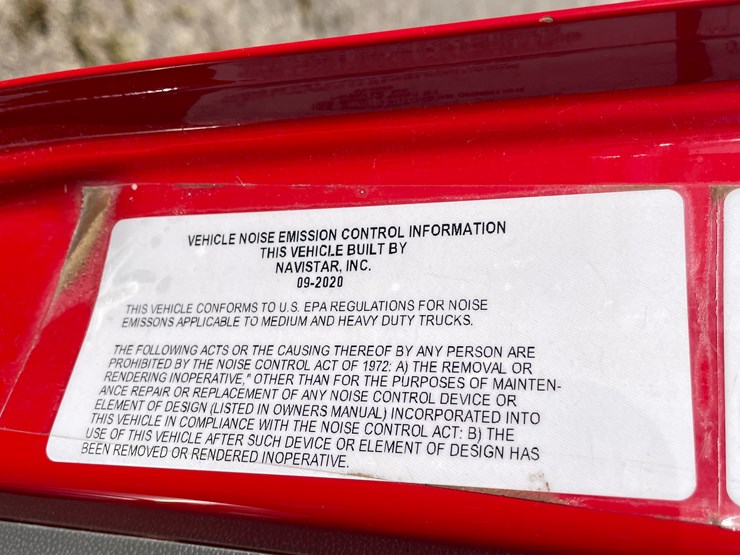 VEHICLE NOISE EMISSION CONTROL INFORMATION
THIS VEHICLE BUILT BY
NAVISTAR, INC.
09-2020
THIS VEHICLE CONFORMS TO U.S. EPA REGULATIONS FOR NOISE
EMISSONS APPLICABLE TO MEDIUM AND HEAVY DUTY TRUCKS.
THE FOLLOWING ACTS OR THE CAUSING THEREOF BY ANY PERSON ARE
PROHIBITED BY THE NOISE CONTROL ACT OF 1972: A) THE REMOVAL OR
RENDERING INOPERATIVE," OTHER THAN FOR THE PURPOSES OF MAINTEN-
ANCE REPAIR OR REPLACEMENT OF ANY NOISE CONTROL DEVICE OR
ELEMENT OF DESIGN (LISTED IN OWNERS MANUAL) INCORPORATED INTO
THIS VEHICLE IN COMPLIANCE WITH THE NOISE CONTROL ACT: B) THE
USE OF THIS VEHICLE AFTER SUCH DEVICE OR ELEMENT OF DESIGN HAS
BEEN REMOVED OR RENDERED INOPERATIVE.